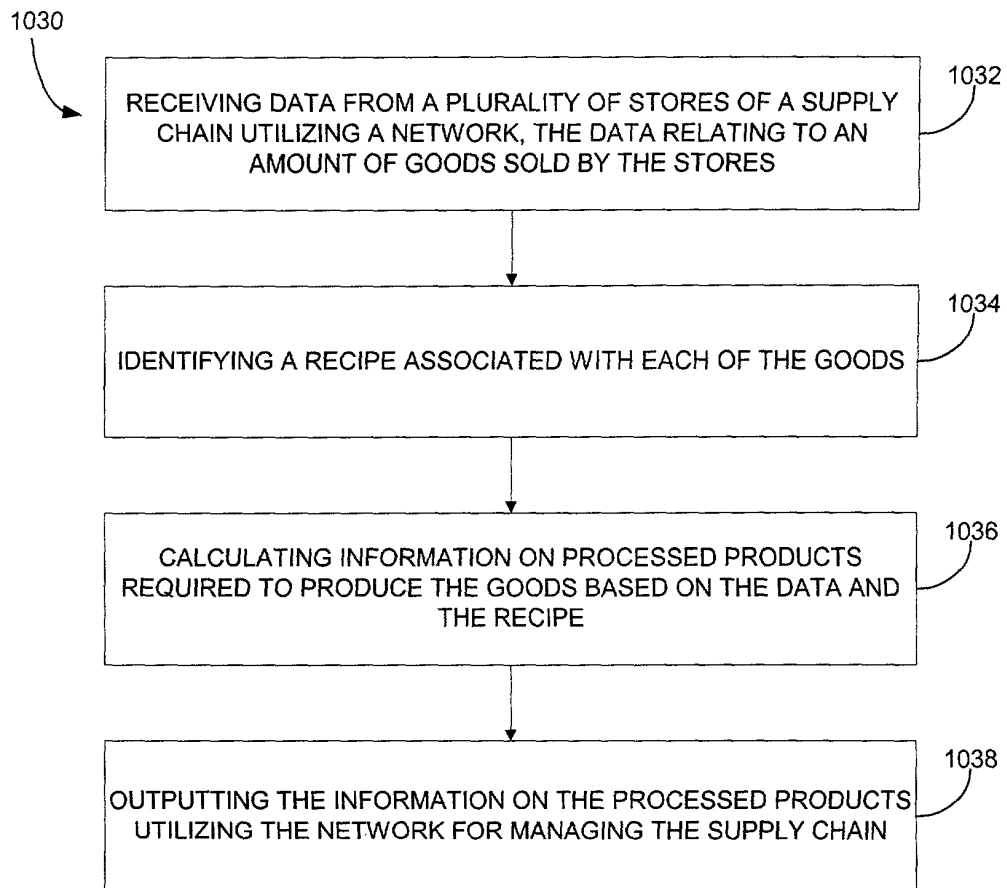 1030
1032
RECEIVING DATA FROM A PLURALITY OF STORES OF A SUPPLY
CHAIN UTILIZING A NETWORK, THE DATA RELATING TO AN
AMOUNT OF GOODS SOLD BY THE STORES
1034
IDENTIFYING A RECIPE ASSOCIATED WITH EACH OF THE GOODS
1036
CALCULATING INFORMATION ON PROCESSED PRODUCTS
REQUIRED TO PRODUCE THE GOODS BASED ON THE DATA AND
THE RECIPE
1038
OUTPUTTING THE INFORMATION ON THE PROCESSED PRODUCTS
UTILIZING THE NETWORK FOR MANAGING THE SUPPLY CHAIN